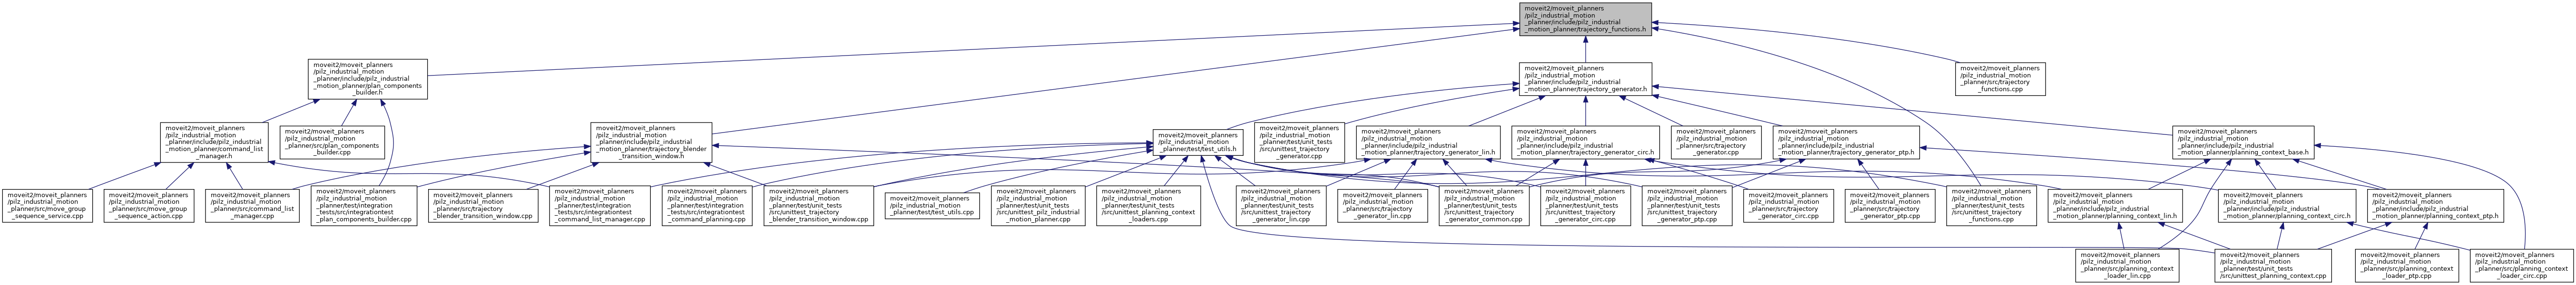 moveit2/moveit_planners
/pilz_industrial_motion
_planner/include/pilz_industrial
_motion_planner/trajectory_functions.h
moveit2/moveit_planners
/pilz_industrial_motion
_planner/include/pilz_industrial
_motion_planner/plan_components
_builder.h
moveit2/moveit_planners
/pilz_industrial_motion
_planner/include/pilz_industrial
_motion_planner/trajectory_generator.h
moveit2/moveit_planners
/pilz_industrial_motion
_planner/src/trajectory
_functions.cpp
moveit2/moveit_planners
/pilz_industrial_motion
_planner/include/pilz_industrial
_motion_planner/command_list
_manager.h
moveit2/moveit_planners
/pilz_industrial_motion
_planner/src/plan_components
_builder.cpp
moveit2/moveit_planners
/pilz_industrial_motion
_planner/include/pilz_industrial
_motion_planner/trajectory_blender
_transition_window.h
moveit2/moveit_planners
/pilz_industrial_motion
_planner/test/test_utils.h
moveit2/moveit_planners
/pilz_industrial_motion
_planner/test/unit_tests
/src/unittest_trajectory
_generator.cpp
moveit2/moveit_planners
/pilz_industrial_motion
_planner/include/pilz_industrial
_motion_planner/trajectory_generator_lin.h
moveit2/moveit_planners
/pilz_industrial_motion
_planner/include/pilz_industrial
_motion_planner/trajectory_generator_circ.h
moveit2/moveit_planners
/pilz_industrial_motion
_planner/src/trajectory
_generator.cpp
moveit2/moveit_planners
/pilz_industrial_motion
_planner/include/pilz_industrial
_motion_planner/trajectory_generator_ptp.h
moveit2/moveit_planners
/pilz_industrial_motion
_planner/include/pilz_industrial
_motion_planner/planning_context_base.h
moveit2/moveit_planners
/pilz_industrial_motion
_planner/src/move_group
_sequence_service.cpp
moveit2/moveit_planners
/pilz_industrial_motion
_planner/src/move_group
_sequence_action.cpp
moveit2/moveit_planners
/pilz_industrial_motion
_planner/src/command_list
_manager.cpp
moveit2/moveit_planners
/pilz_industrial_motion
_planner/test/integration
_tests/src/integrationtest
_plan_components_builder.cpp
moveit2/moveit_planners
/pilz_industrial_motion
_planner/src/trajectory
_blender_transition_window.cpp
moveit2/moveit_planners
/pilz_industrial_motion
_planner/test/integration
_tests/src/integrationtest
_command_list_manager.cpp
moveit2/moveit_planners
/pilz_industrial_motion
_planner/test/integration
_tests/src/integrationtest
_command_planning.cpp
moveit2/moveit_planners
/pilz_industrial_motion
_planner/test/unit_tests
/src/unittest_trajectory
_blender_transition_window.cpp
moveit2/moveit_planners
/pilz_industrial_motion
_planner/test/test_utils.cpp
moveit2/moveit_planners
/pilz_industrial_motion
_planner/test/unit_tests
/src/unittest_pilz_industrial
_motion_planner.cpp
moveit2/moveit_planners
/pilz_industrial_motion
_planner/test/unit_tests
/src/unittest_planning_context
_loaders.cpp
moveit2/moveit_planners
/pilz_industrial_motion
_planner/test/unit_tests
/src/unittest_trajectory
_generator_lin.cpp
moveit2/moveit_planners
/pilz_industrial_motion
_planner/src/trajectory
_generator_lin.cpp
moveit2/moveit_planners
/pilz_industrial_motion
_planner/test/unit_tests
/src/unittest_trajectory
_generator_common.cpp
moveit2/moveit_planners
/pilz_industrial_motion
_planner/test/unit_tests
/src/unittest_trajectory
_generator_circ.cpp
moveit2/moveit_planners
/pilz_industrial_motion
_planner/test/unit_tests
/src/unittest_trajectory
_generator_ptp.cpp
moveit2/moveit_planners
/pilz_industrial_motion
_planner/src/trajectory
_generator_circ.cpp
moveit2/moveit_planners
/pilz_industrial_motion
_planner/src/trajectory
_generator_ptp.cpp
moveit2/moveit_planners
/pilz_industrial_motion
_planner/test/unit_tests
/src/unittest_trajectory
_functions.cpp
moveit2/moveit_planners
/pilz_industrial_motion
_planner/include/pilz_industrial
_motion_planner/planning_context_lin.h
moveit2/moveit_planners
/pilz_industrial_motion
_planner/include/pilz_industrial
_motion_planner/planning_context_circ.h
moveit2/moveit_planners
/pilz_industrial_motion
_planner/include/pilz_industrial
_motion_planner/planning_context_ptp.h
moveit2/moveit_planners
/pilz_industrial_motion
_planner/src/planning_context
_loader_lin.cpp
moveit2/moveit_planners
/pilz_industrial_motion
_planner/test/unit_tests
/src/unittest_planning_context.cpp
moveit2/moveit_planners
/pilz_industrial_motion
_planner/src/planning_context
_loader_ptp.cpp
moveit2/moveit_planners
/pilz_industrial_motion
_planner/src/planning_context
_loader_circ.cpp